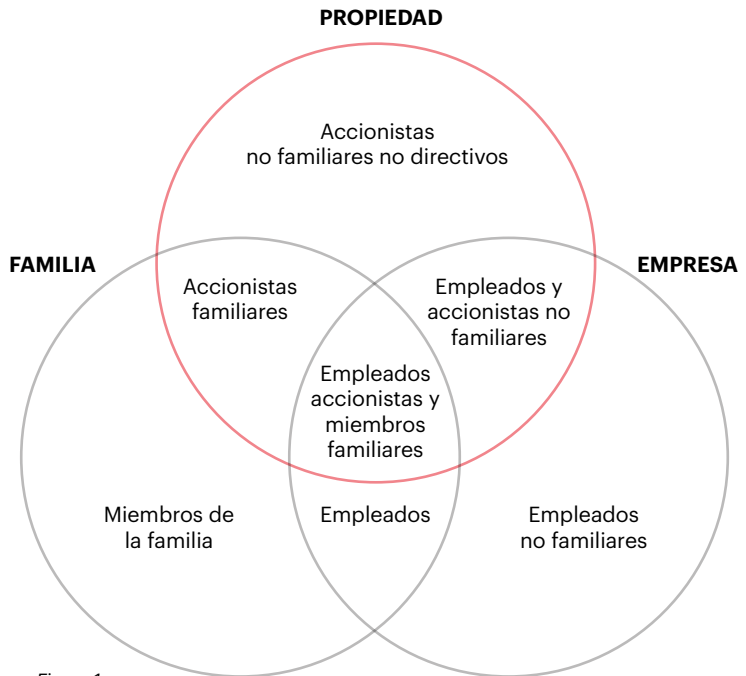 PROPIEDAD
Accionistas
no familiares no directivos
FAMILIA
EMPRESA
Accionistas
familiares
Empleados y
accionistas no
familiares
Empleados
accionistas y
miembros
familiares
Miembros de
la familia
Empleados
Empleados
no familiares